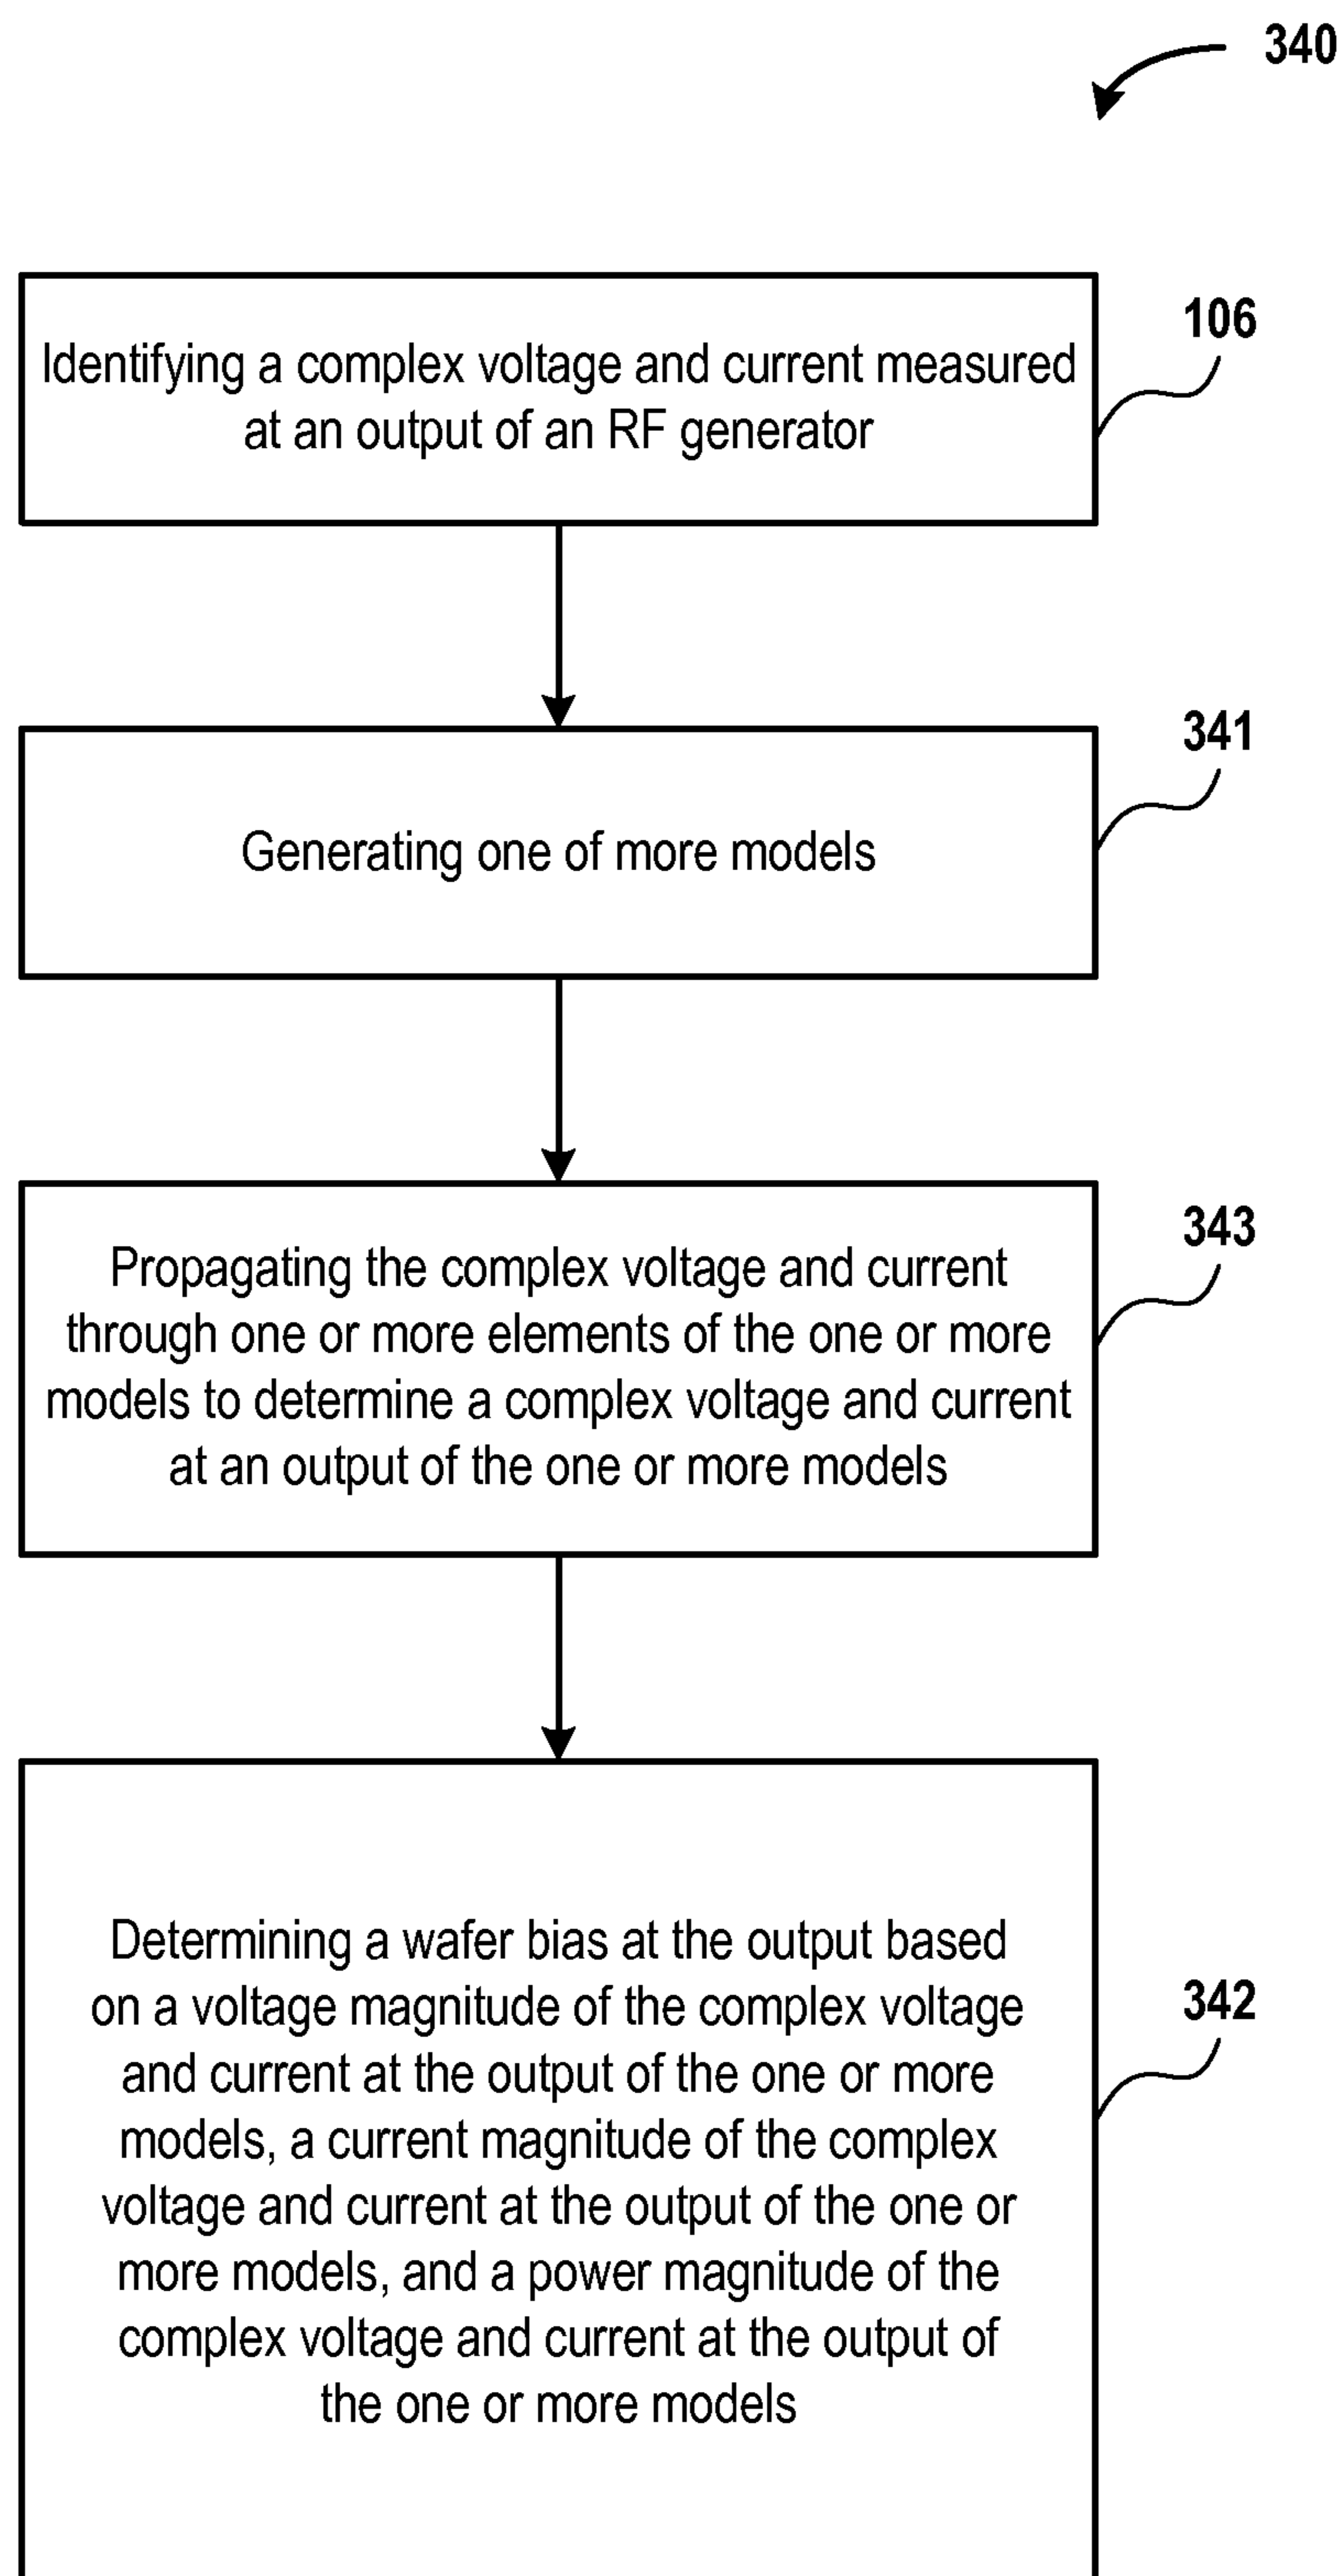 340
Identifying a complex voltage and current measured
at an output of an RF generator
106
Generating one of more models
341
Propagating the complex voltage and current
through one or more elements of the one or more
models to determine a complex voltage and current
at an output of the one or more models
343
Determining a wafer bias at the output based
on a voltage magnitude of the complex voltage
and current at the output of the one or more
models, a current magnitude of the complex
voltage and current at the output of the one or
more models, and a power magnitude of the
complex voltage and current at the output of
the one or more models
342